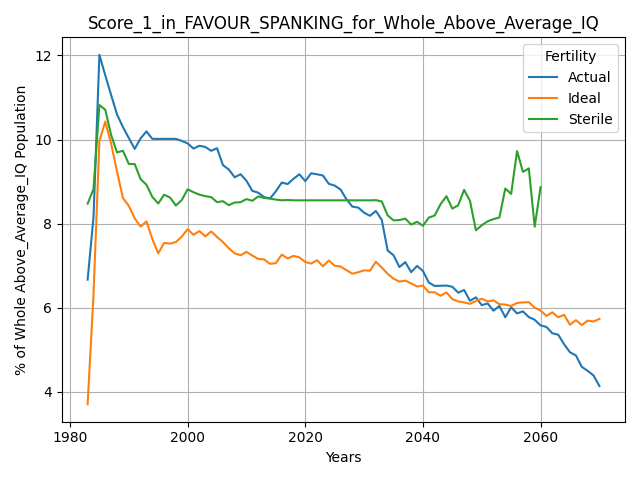 Score_1_in_FAVOUR_SPANKING_for_Whole_Above_Average_IQ
% of Whole Above_Average_IQ Population
12
10
8
6
4
Fertility
Actual
Ideal
Sterile
1980 2000 2020 2040 2060
Years